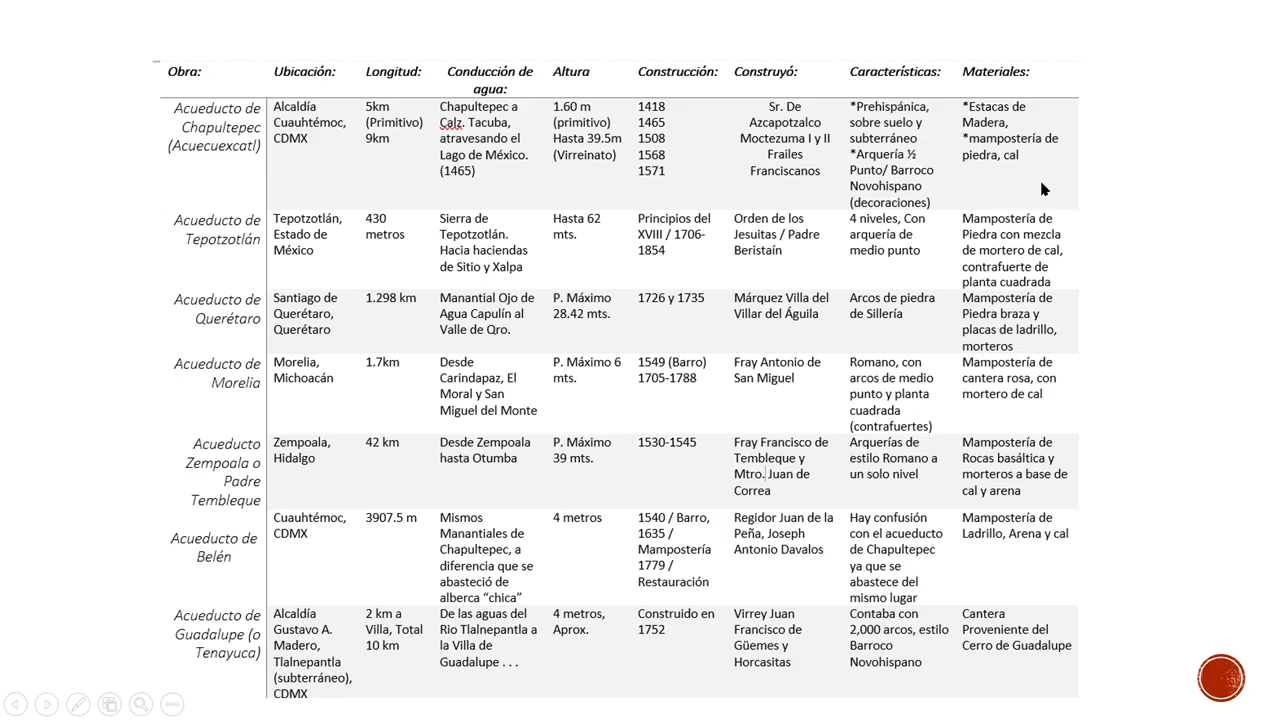 Obra:
Ubicación:
Longitud:
Conducción de
agua:
Altura
Construcción:
Construyó:
Características:
Materiales:
Acueducto de
Chapultepec
(Acuecuexcatl)
Alcaldía
Cuauhtémoc,
CDMX
5km
(Primitivo)
9km
Chapultepec a
Calz. Tacuba,
atravesando el
Lago de México.
(1465)
1.60 m
(primitivo)
Hasta 39.5m
(Virreinato)
1418
1465
1508
1568
1571
Sr. De
Azcapotzalco
Moctezuma I y II
Frailes
Franciscanos
*Prehispánica,
sobre suelo y
subterráneo
*Arquería ½
Punto/ Barroco
Novohispano
(decoraciones)
*Estacas de
Madera,
*mampostería de
piedra, cal
Acueducto de
Tepotzotlán
Tepotzotlán,
Estado de
México
430
metros
Sierra de
Tepotzotlán.
Hacia haciendas
de Sitio y Xalpa
Hasta 62
mts.
Principios del
XVIII / 1706-
1854
Orden de los
Jesuitas / Padre
Beristaín
4 niveles, Con
arquería de
medio punto
Mampostería de
Piedra con mezcla
de mortero de cal,
contrafuerte de
planta cuadrada
Acueducto de
Querétaro
Santiago de
Querétaro,
Querétaro
1.298 km
Manantial Ojo de
Agua Capulín al
Valle de Qro.
P. Máximo
28.42 mts.
1726 y 1735
Márquez Villa del
Villar del Águila
Arcos de piedra
de Sillería
Mampostería de
Piedra braza y
placas de ladrillo,
morteros
Acueducto de
Morelia
Morelia,
Michoacán
1.7km
Desde
Carindapaz, El
Moral y San
Miguel del Monte
P. Máximo 6
mts.
1549 (Barro)
1705-1788
Fray Antonio de
San Miguel
Romano, con
arcos de medio
punto y planta
cuadrada
(contrafuertes)
Mampostería de
cantera rosa, con
mortero de cal
Acueducto
Zempoala o
Padre
Tembleque
Zempoala,
Hidalgo
42 km
Desde Zempoala
hasta Otumba
P. Máximo
39 mts.
1530-1545
Fray Francisco de
Tembleque y
Mtro. Juan de
Correa
Arquerías de
estilo Romano a
un solo nivel
Mampostería de
Rocas basáltica y
morteros a base de
cal y arena
Acueducto de
Belén
Cuauhtémoc,
CDMX
3907.5 m
Mismos
Manantiales de
Chapultepec, a
diferencia que se
abasteció de
alberca “chica”
4 metros
1540 / Barro,
1635 /
Mampostería
1779 /
Restauración
Regidor Juan de la
Peña, Joseph
Antonio Davalos
Hay confusión
con el acueducto
de Chapultepec
ya que se
abastece del
mismo lugar
Mampostería de
Ladrillo, Arena y cal
Acueducto de
Guadalupe (o
Tenayuca)
Alcaldía
Gustavo A.
Madero,
Tlalnepantla
(subterráneo),
CDMX
2 km a
Villa, Total
10 km
De las aguas del
Rio Tlalnepantla a
la Villa de
Guadalupe . . .
4 metros,
Aprox.
Construido en
1752
Virrey Juan
Francisco de
Güemes y
Horcasitas
Contaba con
2,000 arcos, estilo
Barroco
Novohispano
Cantera
Proveniente del
Cerro de Guadalupe